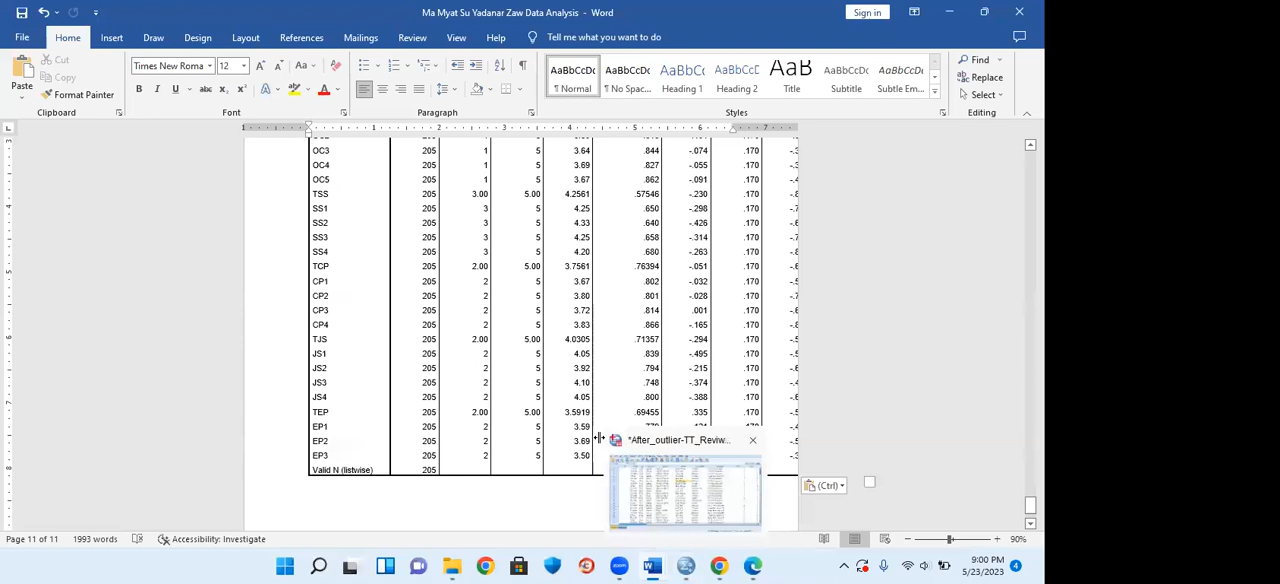 Ma Myat Su Yadanar Zaw Data Analysis - Word
Sign in
File Home Insert Draw Design Layout References Mailings Review View Help Tell me what you want to do
Cut
Copy
Paste
Format Painter
Times New Roma 12
Clipboard Font Paragraph Styles Editing
AaBbCcDc AaBbCcDc AaBbCc AaBbCcD AaB AaBbCcD AaBbCcDc
¶ Normal ¶ No Spac... Heading 1 Heading 2 Title Subtitle Subtle Em...
Find
Replace
Select
1 1 2 3 4 5 6 7
OC3 205 1 5 3.64 .844 -.074 .170
OC4 205 1 5 3.69 .827 -.055 .170
OC5 205 1 5 3.67 .862 -.091 .170
TSS 205 3.00 5.00 4.2561 .57546 -.230 .170
SS1 205 3 5 4.25 .650 -.298 .170
SS2 205 3 5 4.33 .640 -.426 .170
SS3 205 3 5 4.25 .658 -.314 .170
SS4 205 3 5 4.20 .680 -.263 .170
TCP 205 2.00 5.00 3.7561 .76394 -.051 .170
CP1 205 2 5 3.67 .802 -.032 .170
CP2 205 2 5 3.80 .801 -.028 .170
CP3 205 2 5 3.72 .814 .001 .170
CP4 205 2 5 3.83 .866 -.165 .170
TJS 205 2.00 5.00 4.0305 .71357 -.294 .170
JS1 205 2 5 4.05 .839 -.495 .170
JS2 205 2 5 3.92 .794 -.215 .170
JS3 205 2 5 4.10 .748 -.374 .170
JS4 205 2 5 4.05 .800 -.388 .170
TEP 205 2.00 5.00 3.5919 .69455 .335 .170
EP1 205 2 5 3.59
EP2 205 2 5 3.69
EP3 205 2 5 3.50
Valid N (listwise) 205
*After_outlier-TT_Reviw...
(Ctrl)
Page 11 of 11 1993 words Accessibility: Investigate 90%
9:00 PM
5/23/2023